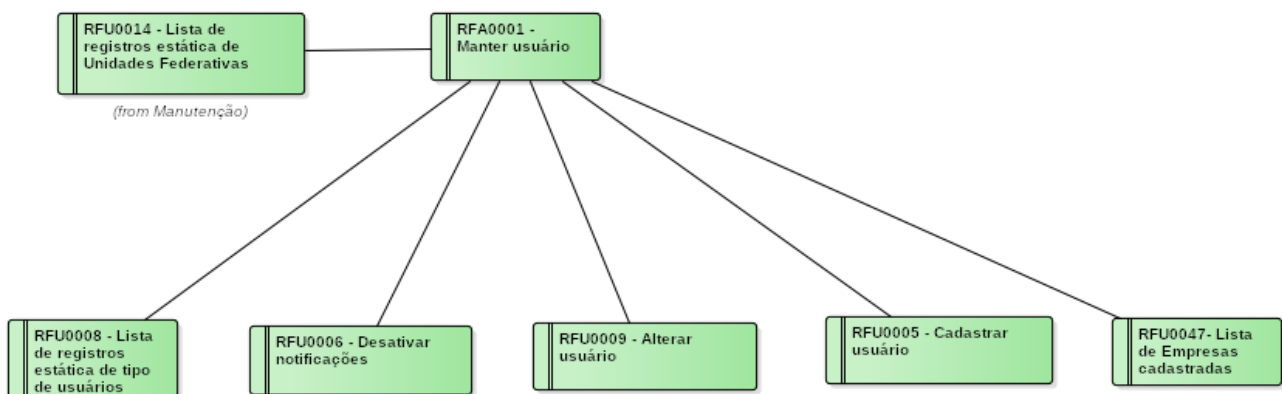 RFU0014 - Lista de
registros estática de
Unidades Federativas
(from Manutenção)
RFA0001 -
Manter usuário
RFU0008 - Lista
de registros
estática de tipo
de usuários
RFU0006 - Desativar
notificações
RFU0009 - Alterar
usuário
RFU0005 - Cadastrar
usuário
RFU0047- Lista
de Empresas
cadastradas